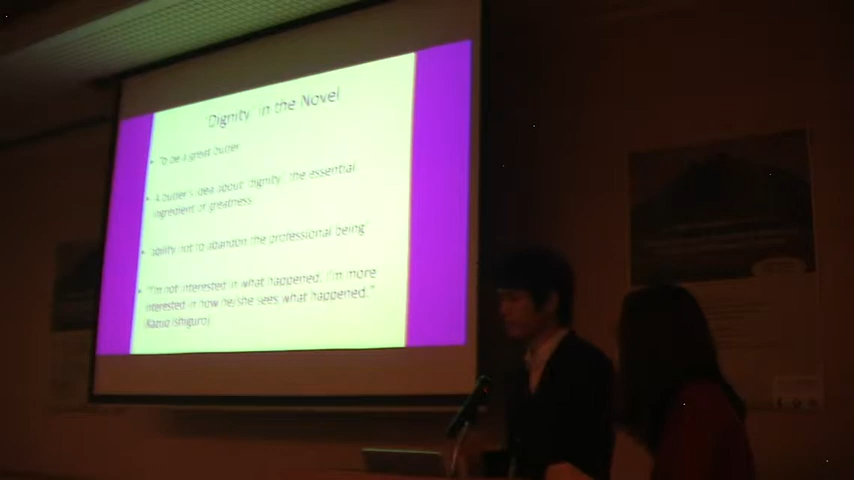 'Dignity' in the Novel
• To be a great butler
• A butler's idea about 'dignity', the essential
ingredient of greatness
• 'ability not to abandon the professional being'
• "I'm not interested in what happened. I'm more
interested in how he/she sees what happened."
(Kazuo Ishiguro)